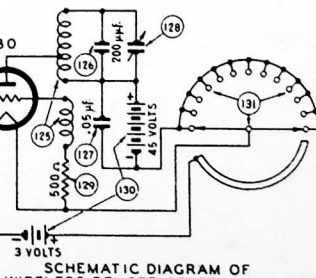 30
128
126
200 µµf.
125
.05 µf.
131
127
45 VOLTS
500Ω
129
130
3 VOLTS
SCHEMATIC DIAGRAM OF